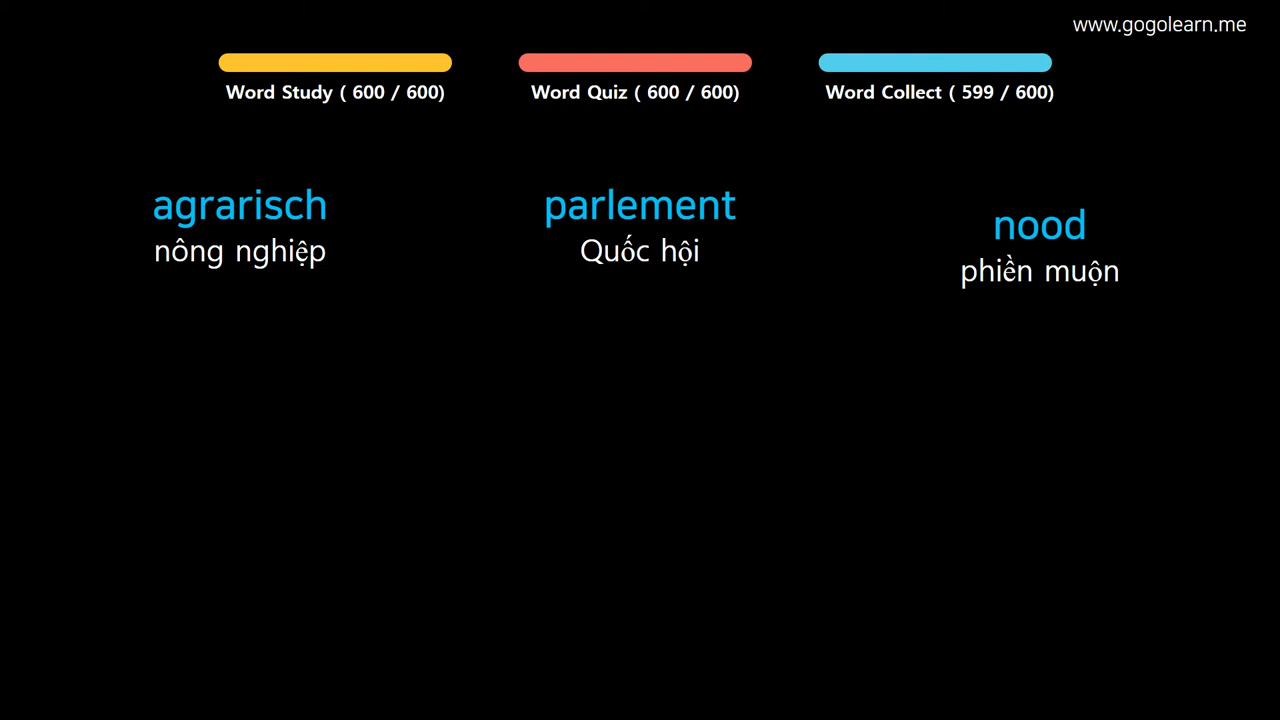 www.gogolearn.me
Word Study ( 600 / 600)
Word Quiz ( 600 / 600)
Word Collect ( 599 / 600)
agrarisch
nông nghiệp
parlement
Quốc hội
nood
phiền muộn